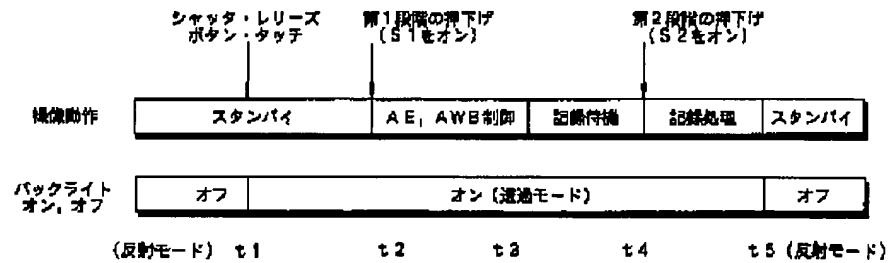 シャッタ・レリーズ
ボタン・タッチ
第1段階の押下げ
(S1をオン)
第2段階の押下げ
(S2をオン)
撮像動作
スタンバイ
AE, AWB制御
記録待機
記録処理
スタンバイ
バックライト
オン, オフ
オフ
オン (透過モード)
オフ
(反射モード) t1 t2 t3 t4 t5 (反射モード)